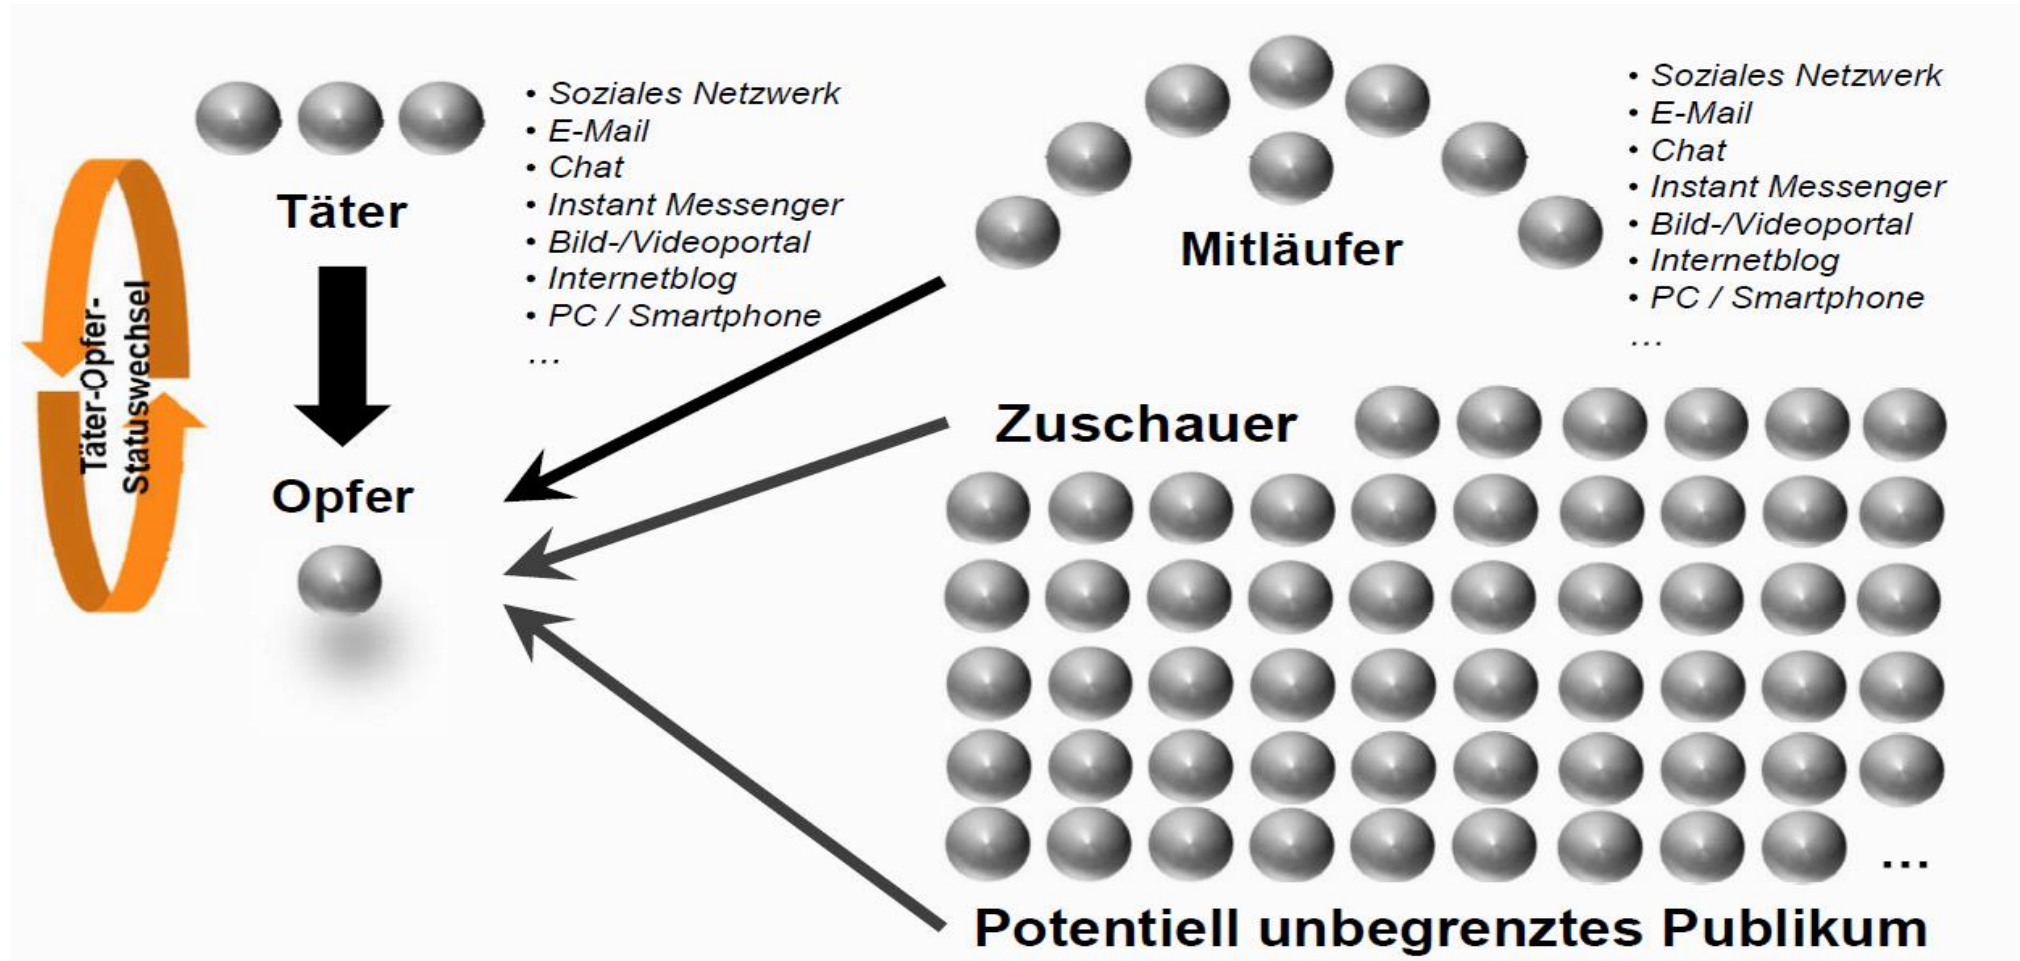 Täter
• Soziales Netzwerk
• E-Mail
• Chat
• Instant Messenger
• Bild-/Videoportal
• Internetblog
• PC / Smartphone
...
Täter-Opfer-
Statuswechsel
Opfer
Mitläufer
• Soziales Netzwerk
• E-Mail
• Chat
• Instant Messenger
• Bild-/Videoportal
• Internetblog
• PC / Smartphone
...
Zuschauer
...
Potentiell unbegrenztes Publikum